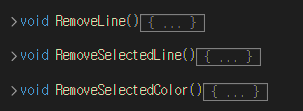 void RemoveLine(){ ... }
void RemoveSelectedLine(){ ... }
void RemoveSelectedColor(){ ... }